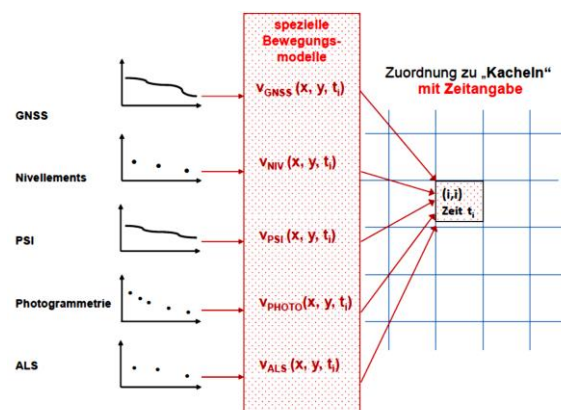 spezielle
Bewegungs-
modelle
Zuordnung zu „Kacheln“
mit Zeitangabe
GNSS
vGNSS (x, y, ti)
Nivellements
vNIV (x, y, ti)
(i,i)
Zeit ti
PSI
vPSI (x, y, ti)
Photogrammetrie
vPHOTO(x, y, ti)
ALS
vALS (x, y, ti)